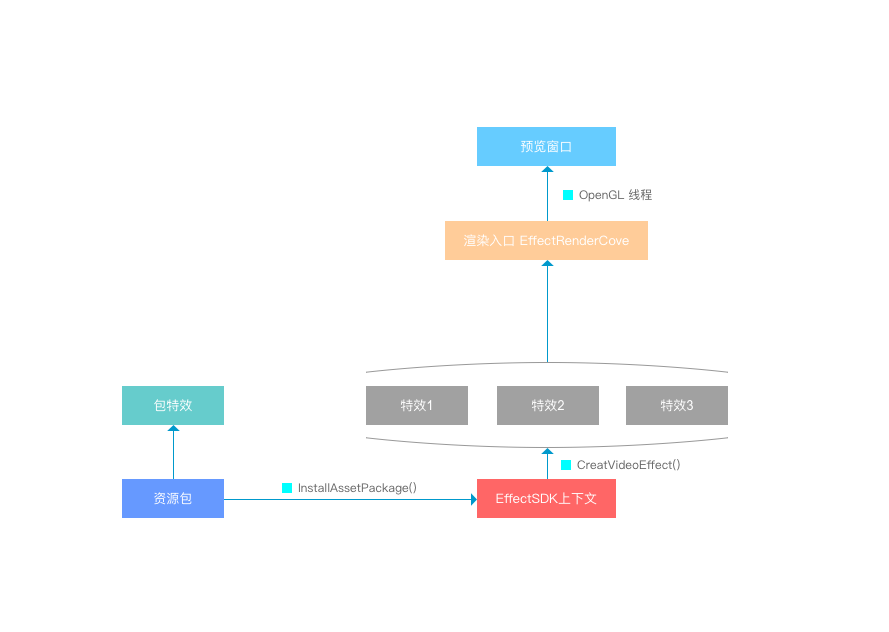 预览窗口
OpenGL 线程
渲染入口 EffectRenderCove
包特效
特效1
特效2
特效3
CreatVideoEffect()
InstallAssetPackage()
资源包
EffectSDK上下文